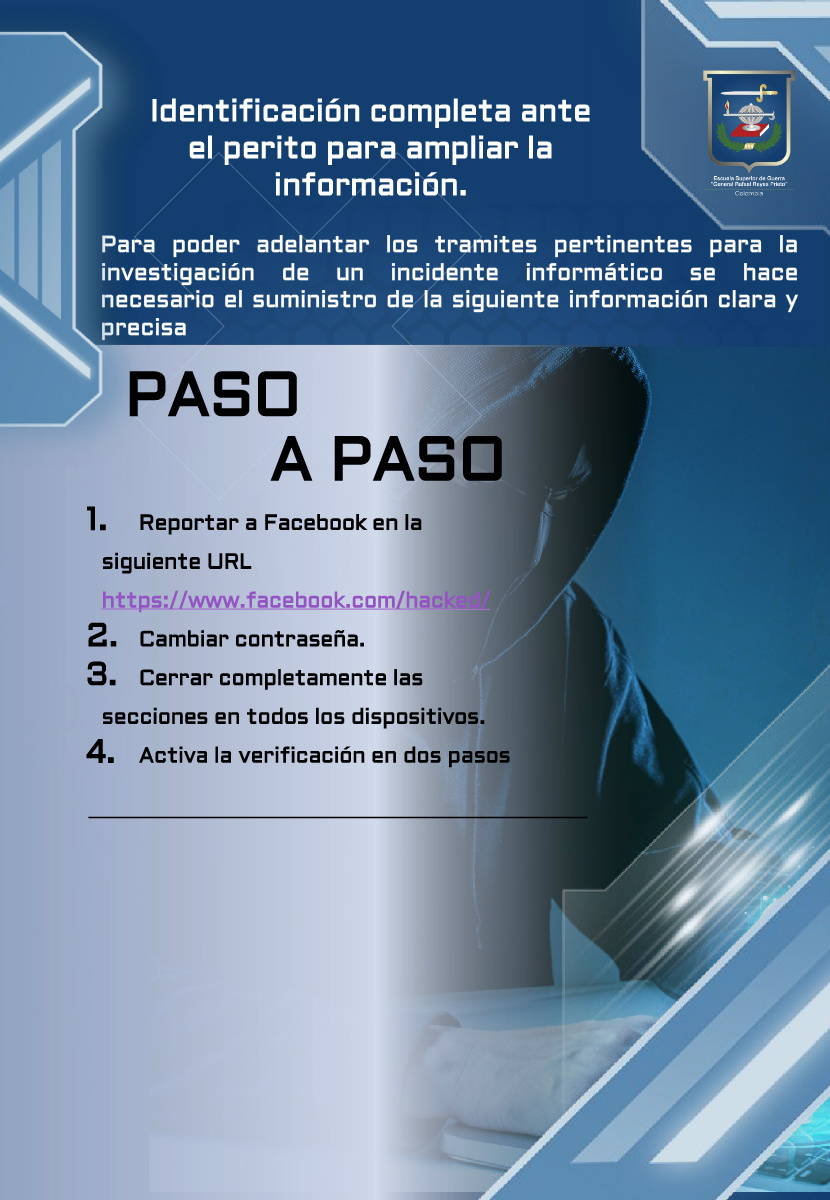 Identificación completa ante
el perito para ampliar la
información.
Escuela Superior de Guerra
"General Rafael Reyes Prieto"
Colombia
Para poder adelantar los tramites pertinentes para la
investigación de un incidente informático se hace
necesario el suministro de la siguiente información clara y
precisa
PASO
A PASO
1. Reportar a Facebook en la
siguiente URL
https://www.facebook.com/hacked/
2. Cambiar contraseña.
3. Cerrar completamente las
secciones en todos los dispositivos.
4. Activa la verificación en dos pasos